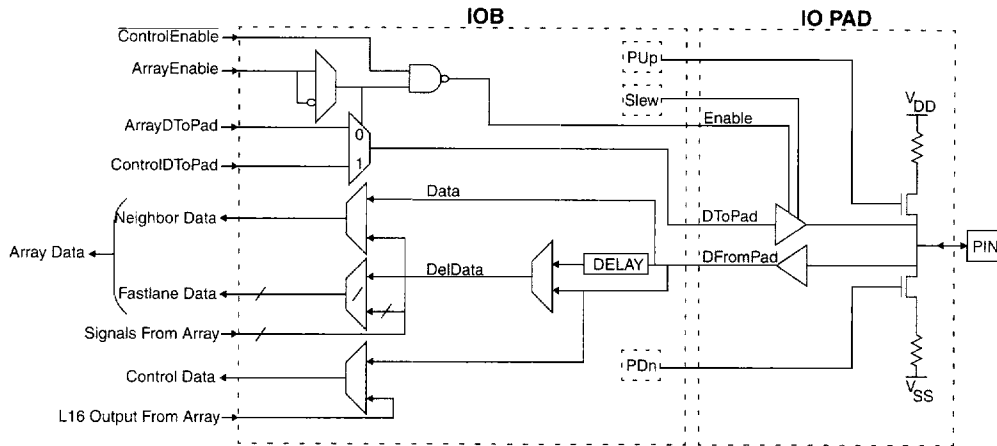 IOB
IO PAD
ControlEnable
ArrayEnable
PUp
Slew
Enable
VDD
ArrayDToPad
0
ControlDToPad
1
Data
Neighbor Data
DToPad
PIN
Array Data
DELAY
DFromPad
DelData
Fastlane Data
Signals From Array
PDn
Control Data
VSS
L16 Output From Array